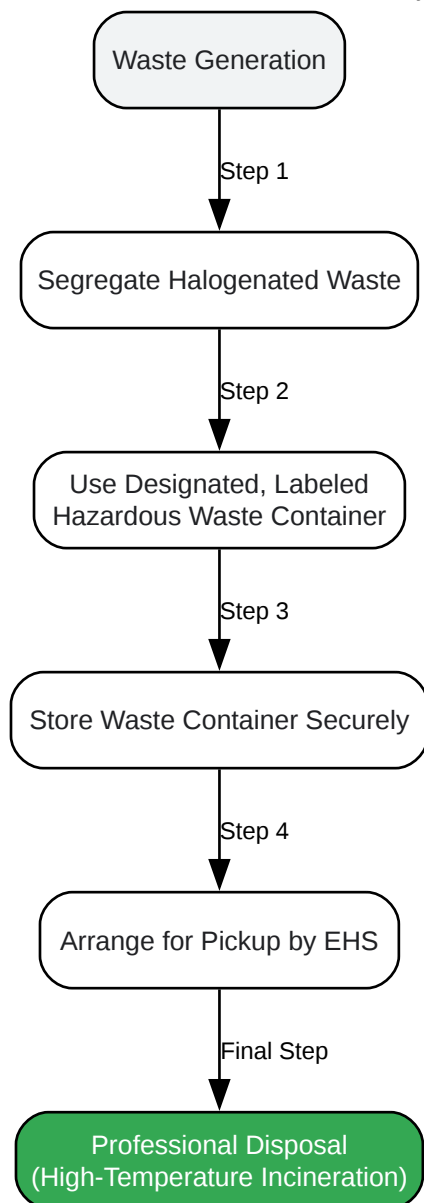 Waste Generation
Step 1
Segregate Halogenated Waste
Step 2
Use Designated, Labeled
Hazardous Waste Container
Step 3
Store Waste Container Securely
Step 4
Arrange for Pickup by EHS
Final Step
Professional Disposal
(High-Temperature Incineration)